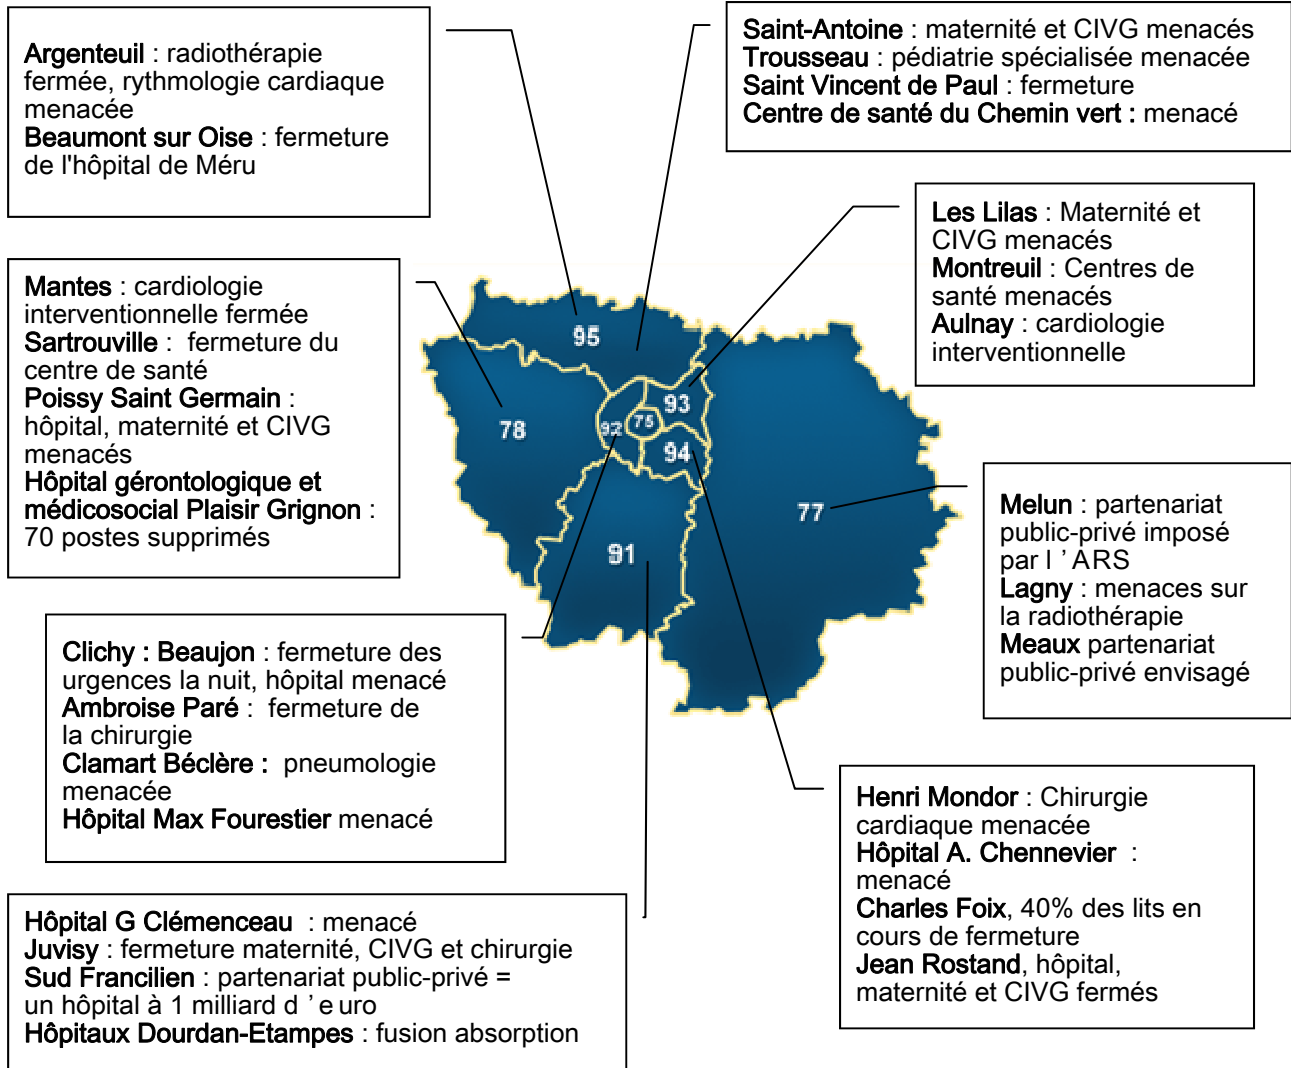 Argenteuil : radiothérapie
fermée, rythmologie cardiaque
menacée
Beaumont sur Oise : fermeture
de l'hôpital de Méru
Saint-Antoine : maternité et CIVG menacés
Trousseau : pédiatrie spécialisée menacée
Saint Vincent de Paul : fermeture
Centre de santé du Chemin vert : menacé
Les Lilas : Maternité et
CIVG menacés
Montreuil : Centres de
santé menacés
Aulnay : cardiologie
interventionnelle
Mantes : cardiologie
interventionnelle fermée
Sartrouville : fermeture du
centre de santé
Poissy Saint Germain :
hôpital, maternité et CIVG
menacés
Hôpital gérontologique et
médicosocial Plaisir Grignon :
70 postes supprimés
95
93
75
92
78
94
77
91
Melun : partenariat
public-privé imposé
par l ' ARS
Lagny : menaces sur
la radiothérapie
Meaux partenariat
public-privé envisagé
Clichy : Beaujon : fermeture des
urgences la nuit, hôpital menacé
Ambroise Paré : fermeture de
la chirurgie
Clamart Béclère : pneumologie
menacée
Hôpital Max Fourestier menacé
Henri Mondor : Chirurgie
cardiaque menacée
Hôpital A. Chennevier :
menacé
Charles Foix, 40% des lits en
cours de fermeture
Jean Rostand, hôpital,
maternité et CIVG fermés
Hôpital G Clémenceau : menacé
Juvisy : fermeture maternité, CIVG et chirurgie
Sud Francilien : partenariat public-privé =
un hôpital à 1 milliard d ' e uro
Hôpitaux Dourdan-Etampes : fusion absorption